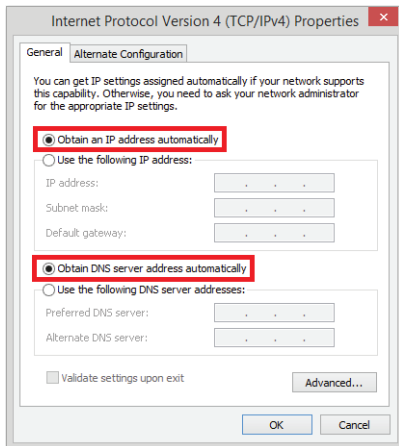 Internet Protocol Version 4 (TCP/IPv4) Properties
General Alternate Configuration
You can get IP settings assigned automatically if your network supports
this capability. Otherwise, you need to ask your network administrator
for the appropriate IP settings.
Obtain an IP address automatically
Use the following IP address:
IP address:
Subnet mask:
Default gateway:
Obtain DNS server address automatically
Use the following DNS server addresses:
Preferred DNS server:
Alternate DNS server:
Validate settings upon exit
Advanced...
OK Cancel